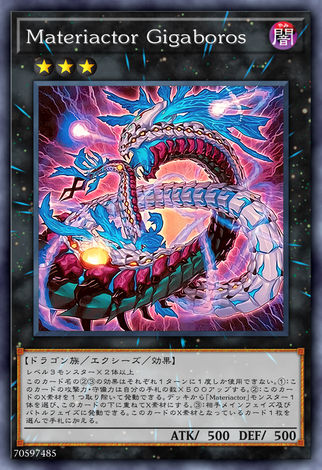 Materiactor Gigaboros
やみ
闇
【ドラゴン族/エクシーズ/効果】
レベル3モンスター×2体以上
このカード名の②③の効果はそれぞれ1ターンに1度しか使用できない。①:こ
のカードの攻撃力・守備力は自分の手札の数×500アップする。②:このカー
ドのX素材を1つ取り除いて発動できる。デッキから「Materiactor」モンスター1
体を選び、このカードの下に重ねてX素材にする。③:相手メインフェイズ及び
バトルフェイズに発動できる。このカードのX素材となっているカード1枚を
選んで手札に加える。
ATK/ 500 DEF/ 500
70597485